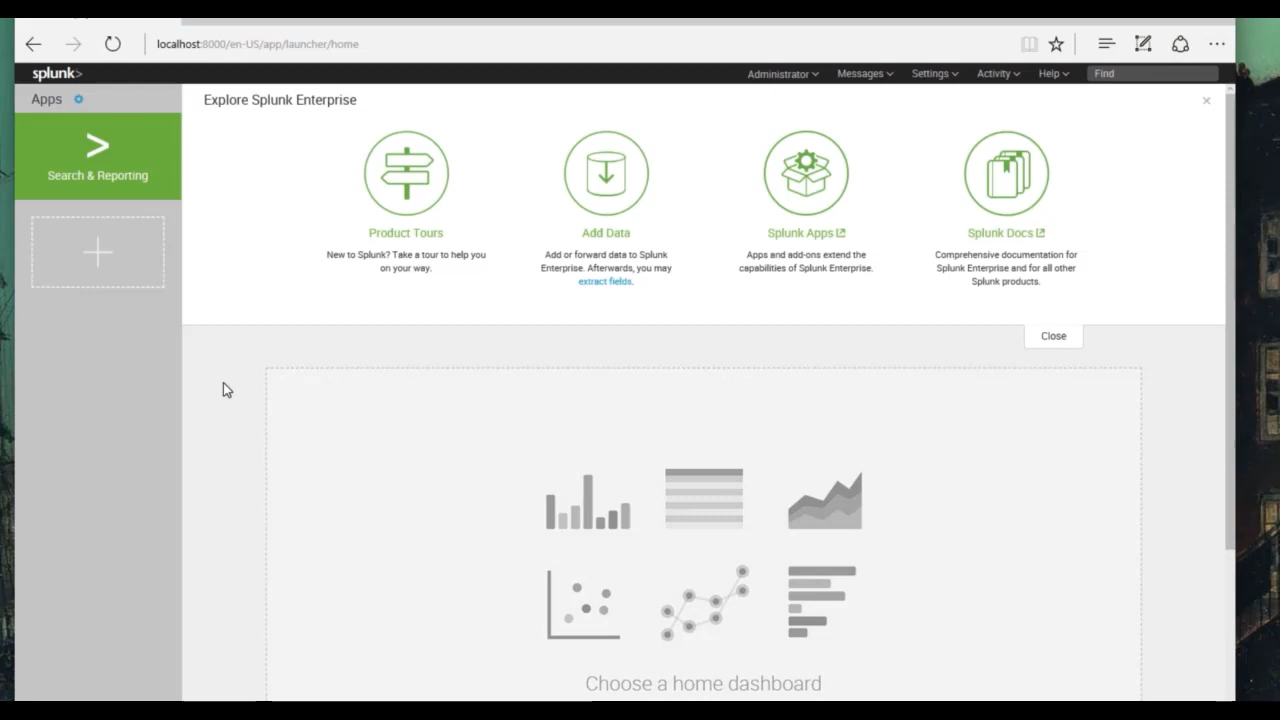 localhost:8000/en-US/app/launcher/home
splunk>
Administrator
Messages
Settings
Activity
Help
Find
Apps
Explore Splunk Enterprise
>
Search & Reporting
Product Tours
New to Splunk? Take a tour to help you
on your way.
Add Data
Add or forward data to Splunk
Enterprise. Afterwards, you may
extract fields.
Splunk Apps
Apps and add-ons extend the
capabilities of Splunk Enterprise.
Splunk Docs
Comprehensive documentation for
Splunk Enterprise and for all other
Splunk products.
Close
Choose a home dashboard